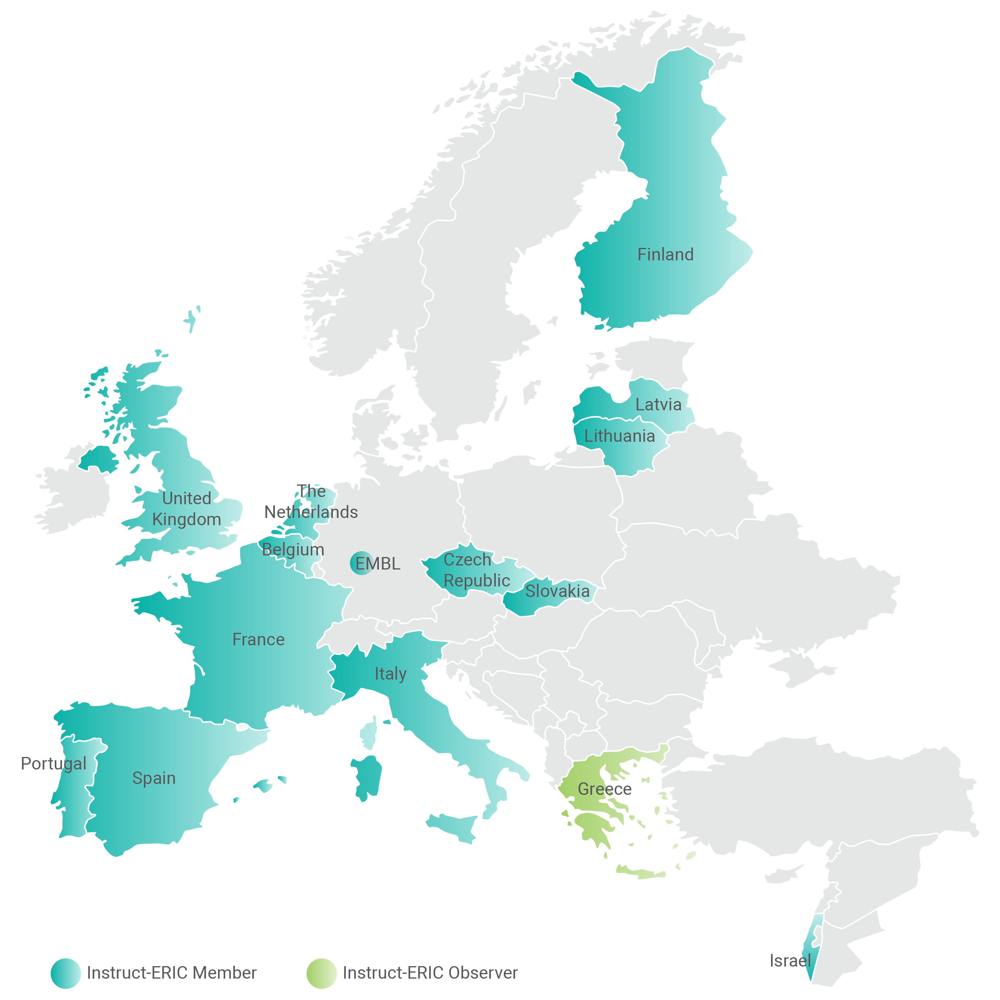 Finland
Latvia
Lithuania
United
Kingdom
The
Netherlands
Belgium
EMBL
Czech
Republic
Slovakia
France
Italy
Portugal
Spain
Greece
Israel
Instruct-ERIC Member
Instruct-ERIC Observer